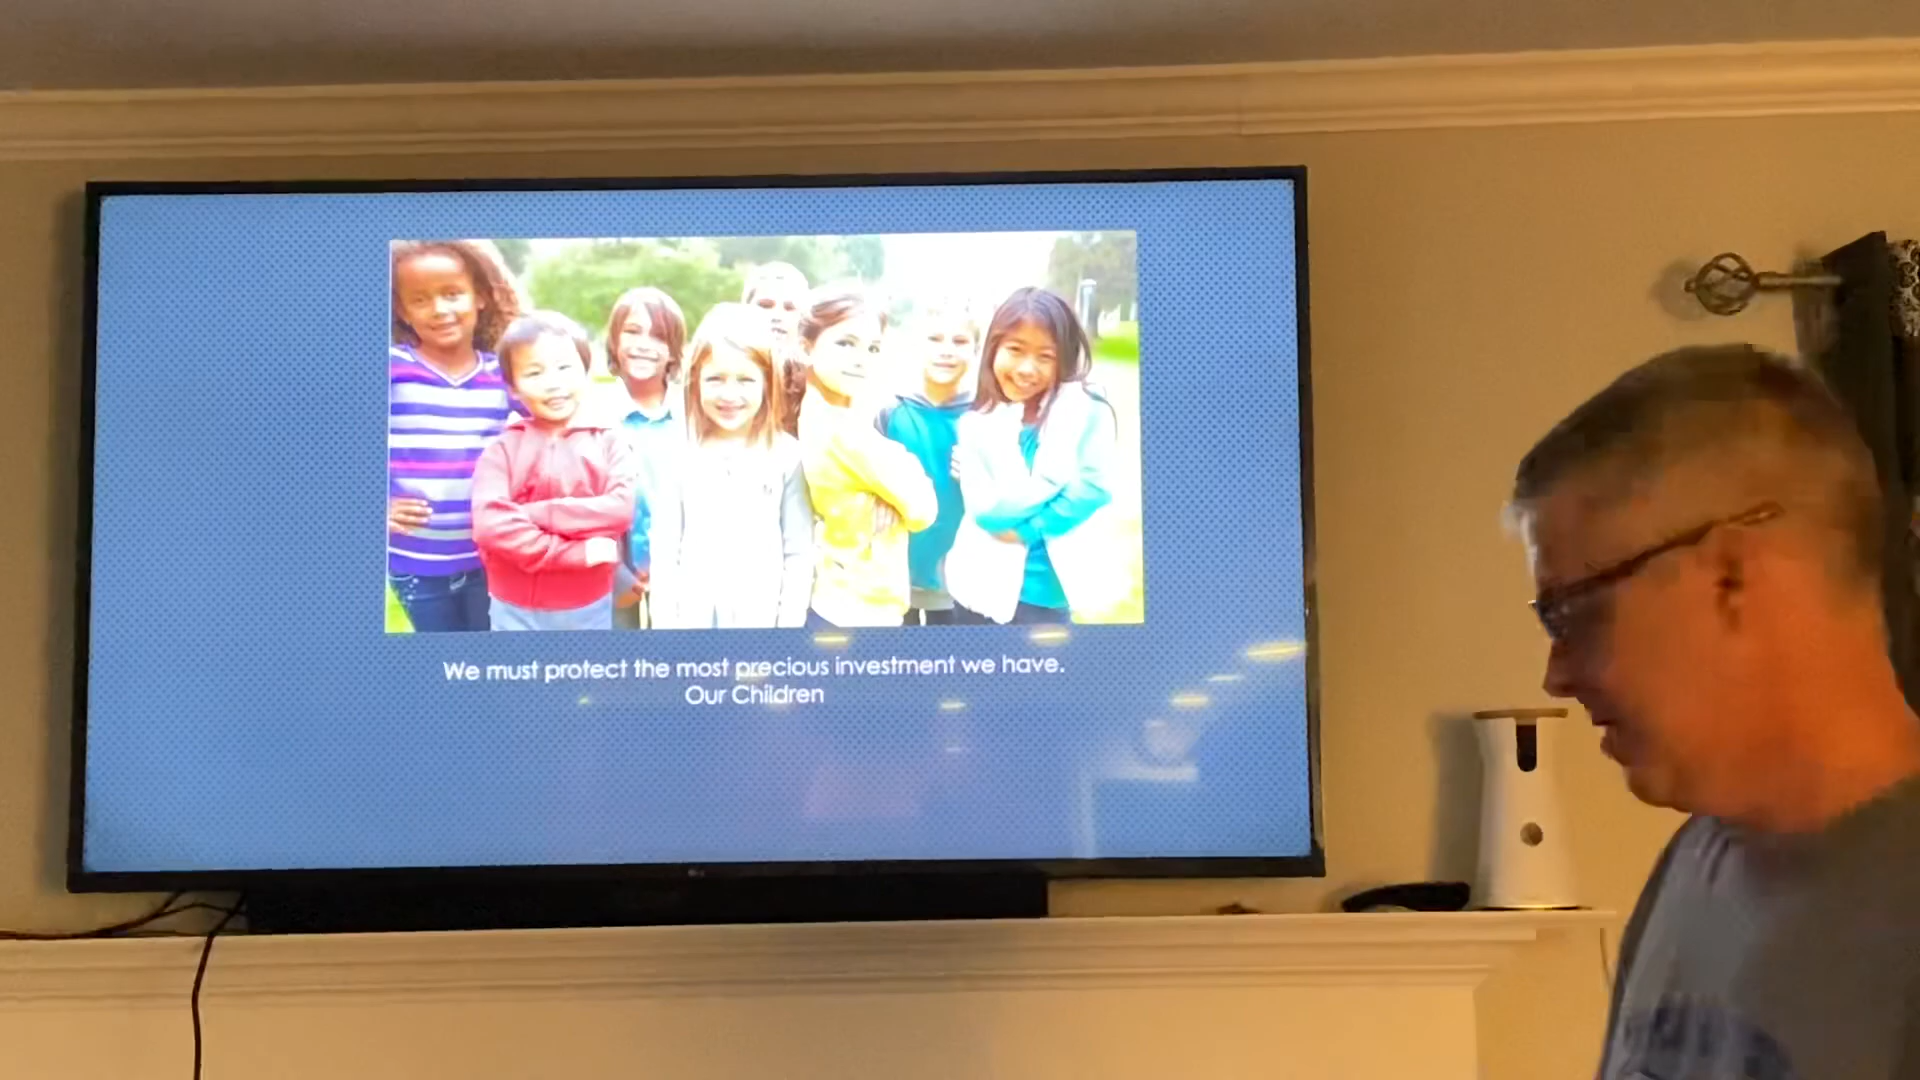 We must protect the most precious investment we have.
Our Children